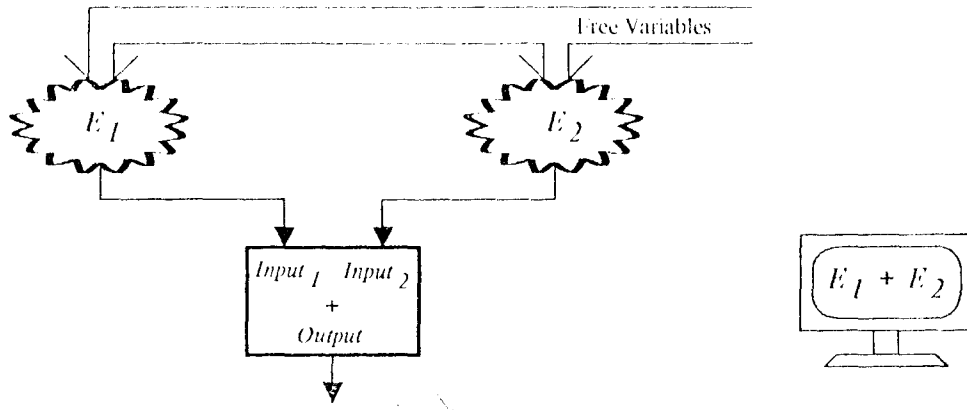 Free Variables
E1
E2
Input1 Input2
+
Output
E1 + E2